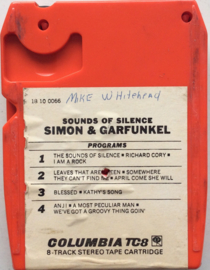 18 10 0066
MIKE WHitehead
SOUNDS OF SILENCE
SIMON & GARFUNKEL
PROGRAMS
1 THE SOUNDS OF SILENCE • RICHARD CORY •
I AM A ROCK
2 LEAVES THAT ARE GREEN • SOMEWHERE
THEY CAN'T FIND ME • APRIL COME SHE WILL
3 BLESSED • KATHY'S SONG
4 ANJI • A MOST PECULIAR MAN •
WE'VE GOT A GROOVY THING GOIN'
COLUMBIA TC8
8-TRACK STEREO TAPE CARTRIDGE